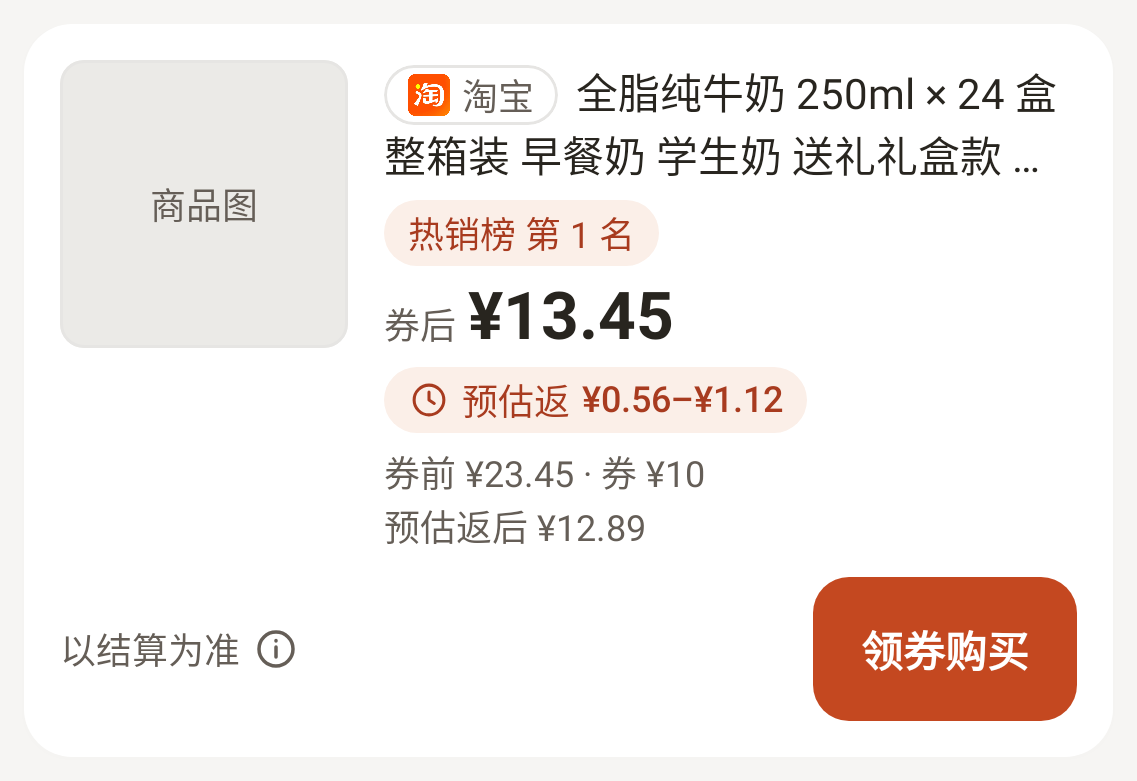 商品图
淘 淘宝 全脂纯牛奶 250ml × 24 盒
整箱装 早餐奶 学生奶 送礼礼盒款 ...
热销榜 第 1 名
券后 ¥13.45
预估返 ¥0.56–¥1.12
券前 ¥23.45 · 券 ¥10
预估返后 ¥12.89
以结算为准
领券购买